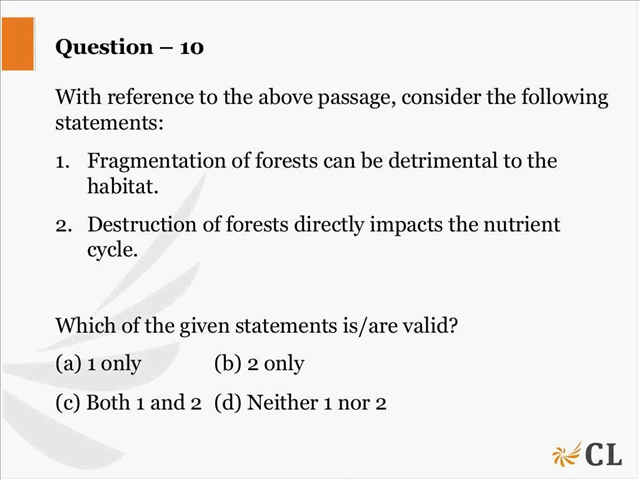 Question – 10
With reference to the above passage, consider the following
statements:
1. Fragmentation of forests can be detrimental to the
habitat.
2. Destruction of forests directly impacts the nutrient
cycle.
Which of the given statements is/are valid?
(a) 1 only (b) 2 only
(c) Both 1 and 2 (d) Neither 1 nor 2
CL